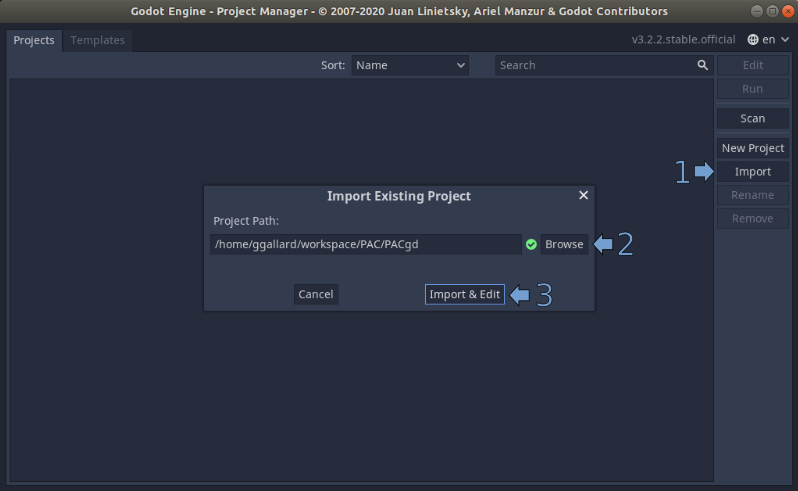 Godot Engine - Project Manager - © 2007-2020 Juan Linietsky, Ariel Manzur & Godot Contributors
Projects
Templates
v3.2.2.stable.official
en
Sort:
Name
Search
Edit
Run
Scan
New Project
Import
Rename
Remove
1
Import Existing Project
Project Path:
/home/ggallard/workspace/PAC/PACgd
Browse
2
Cancel
Import & Edit
3